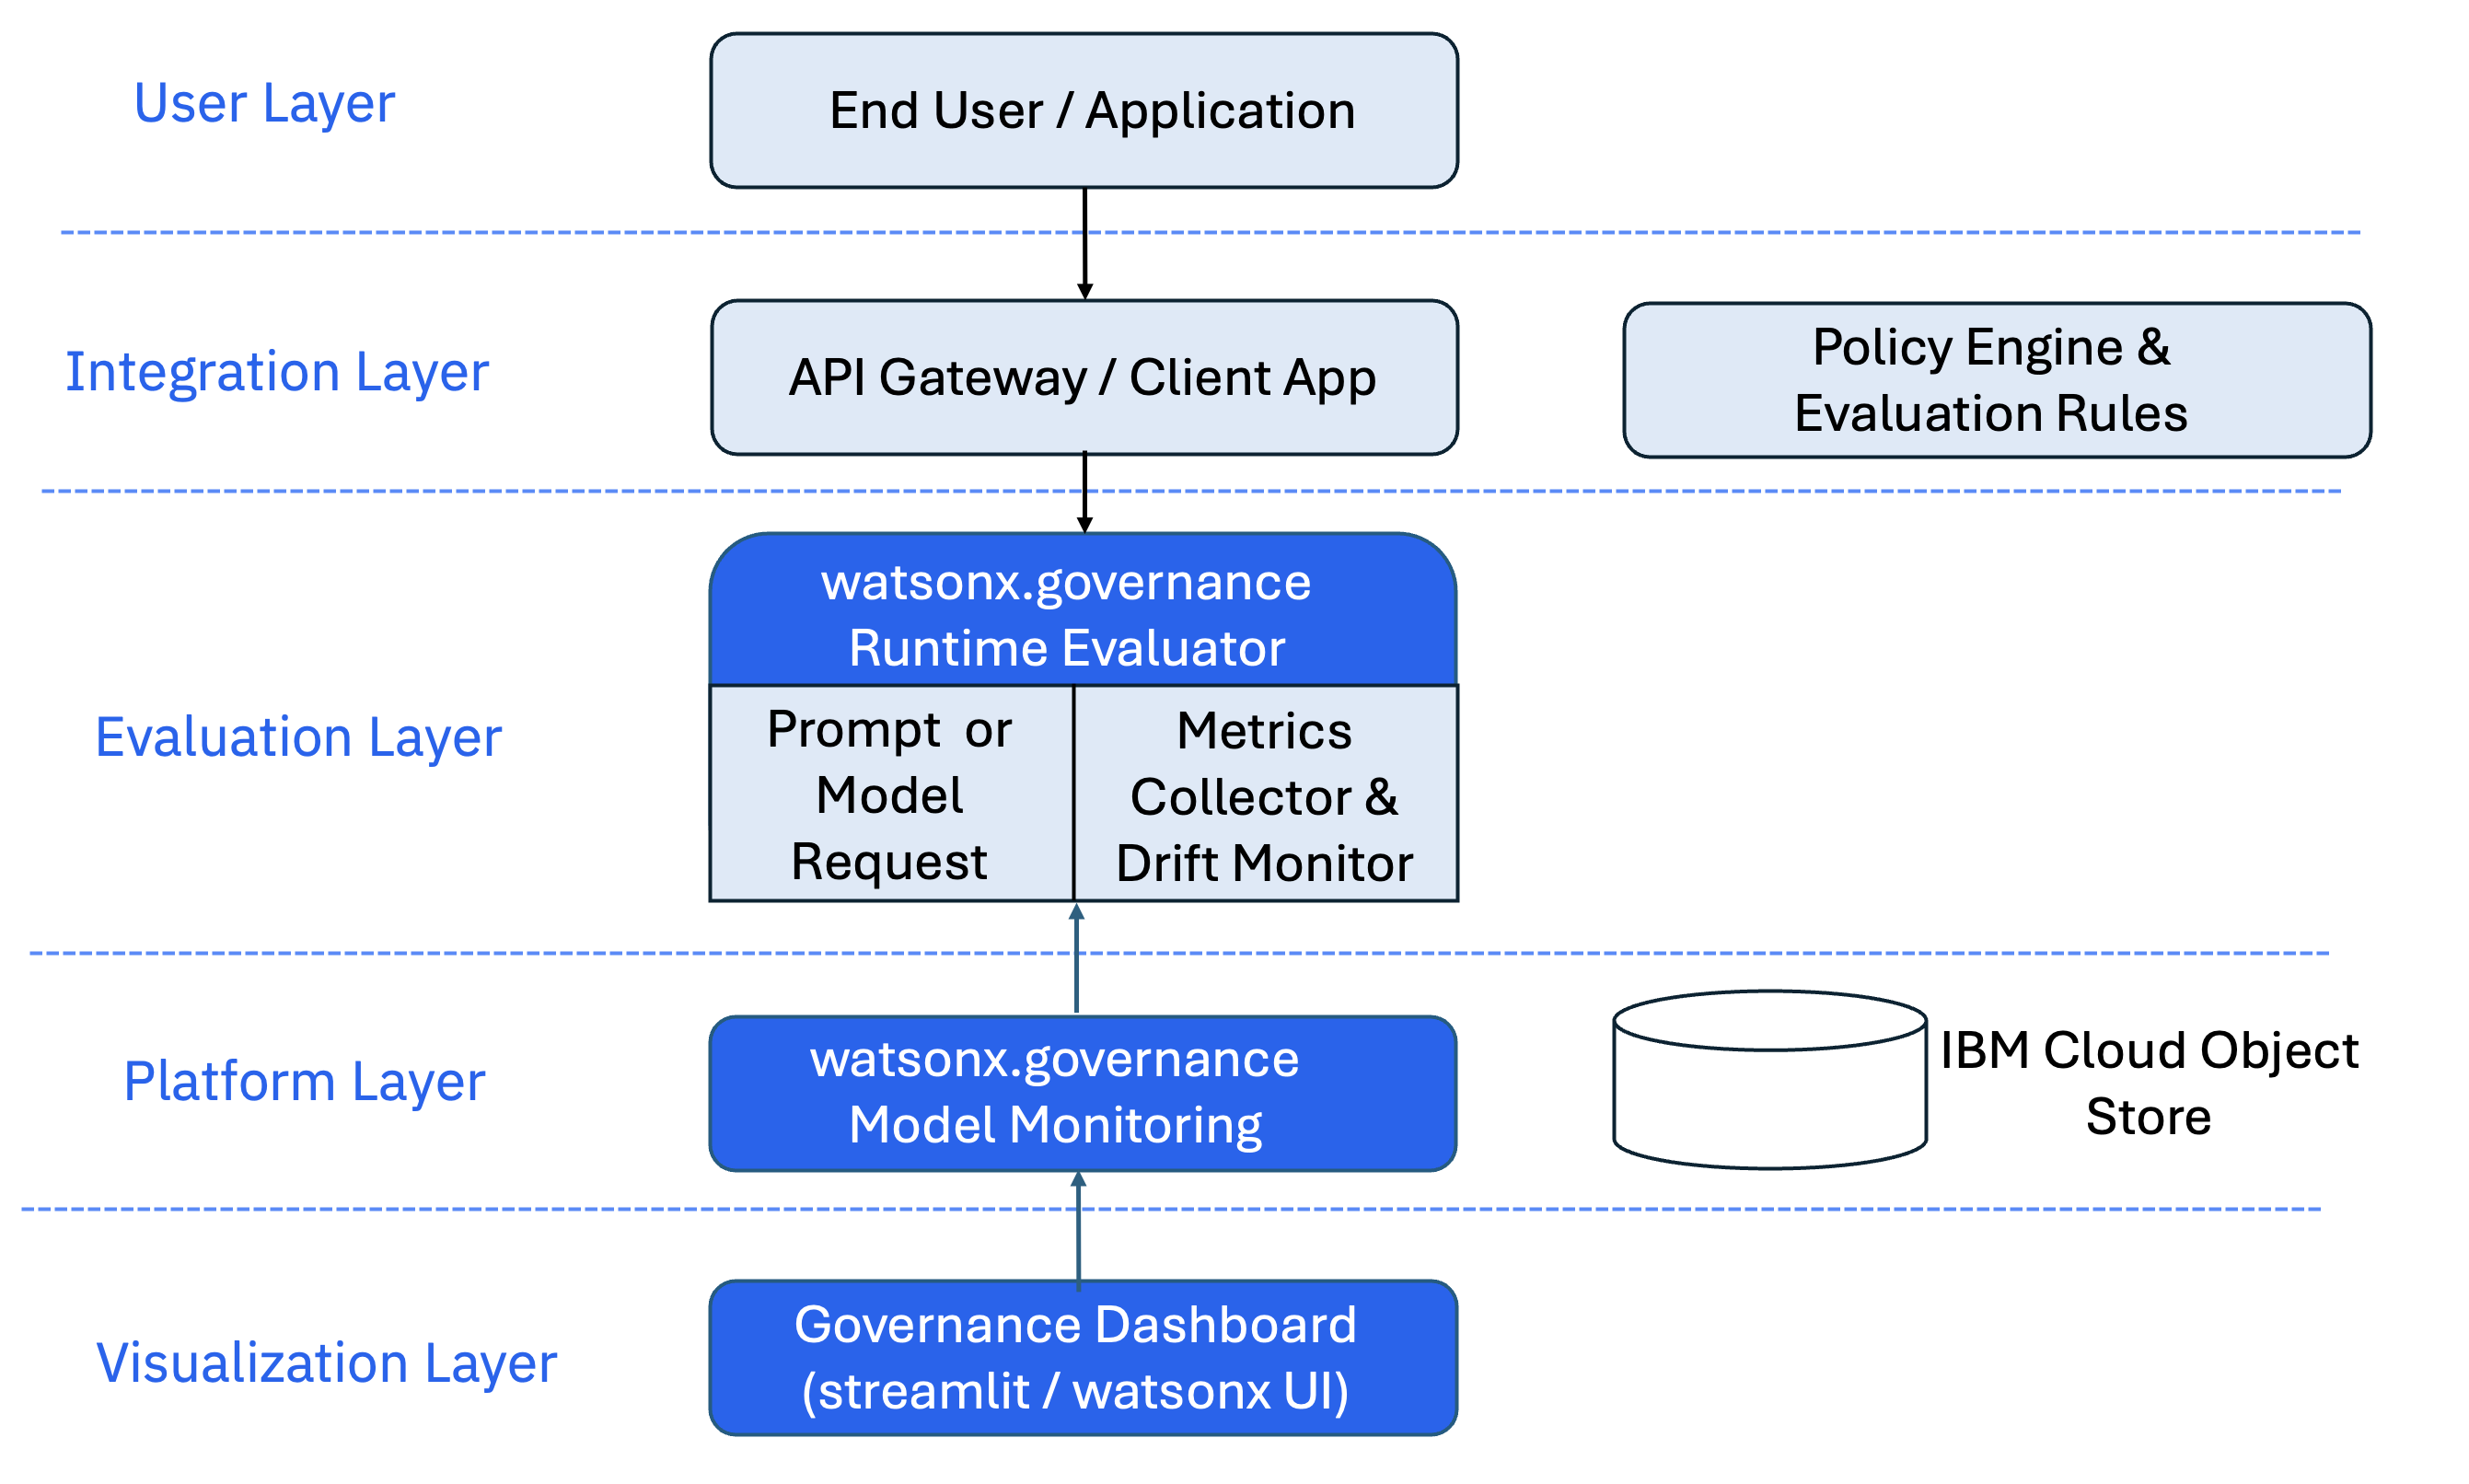 User Layer
End User / Application
Integration Layer
API Gateway / Client App
Policy Engine &
Evaluation Rules
Evaluation Layer
watsonx.governance
Runtime Evaluator
Prompt or
Model
Request
Metrics
Collector &
Drift Monitor
Platform Layer
watsonx.governance
Model Monitoring
IBM Cloud Object
Store
Visualization Layer
Governance Dashboard
(streamlit / watsonx UI)